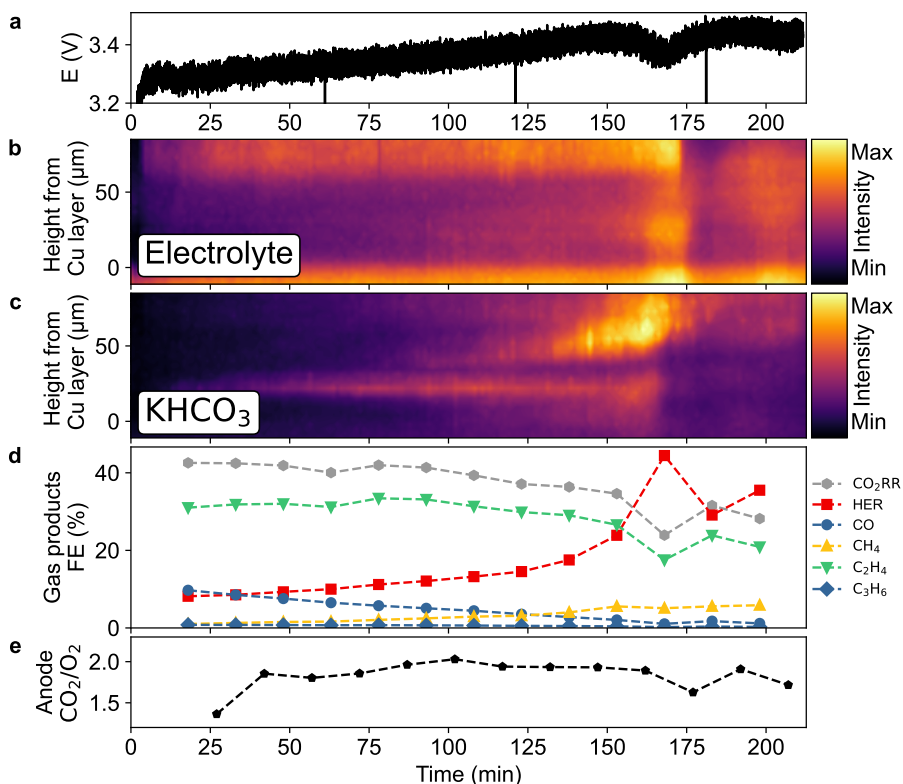 a
E (V)
3.4
3.2
0
25
50
75
100
125
150
175
200
b
Height from
Cu layer (µm)
50
0
Electrolyte
Max
Intensity
Min
c
Height from
Cu layer (µm)
50
0
KHCO₃
Max
Intensity
Min
d
Gas products
FE (%)
40
20
0
CO₂RR
HER
CO
CH₄
C₂H₄
C₃H₆
e
Anode
CO₂/O₂
2.0
1.5
0
25
50
75
100
125
150
175
200
Time (min)